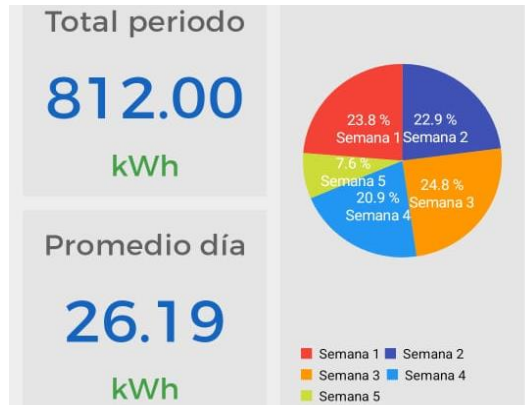 Total periodo
812.00
kWh
Promedio día
26.19
kWh
23.8 %
Semana 1
22.9 %
Semana 2
7.6 %
Semana 5
24.8 %
Semana 3
20.9 %
Semana 4
Semana 1 Semana 2
Semana 3 Semana 4
Semana 5